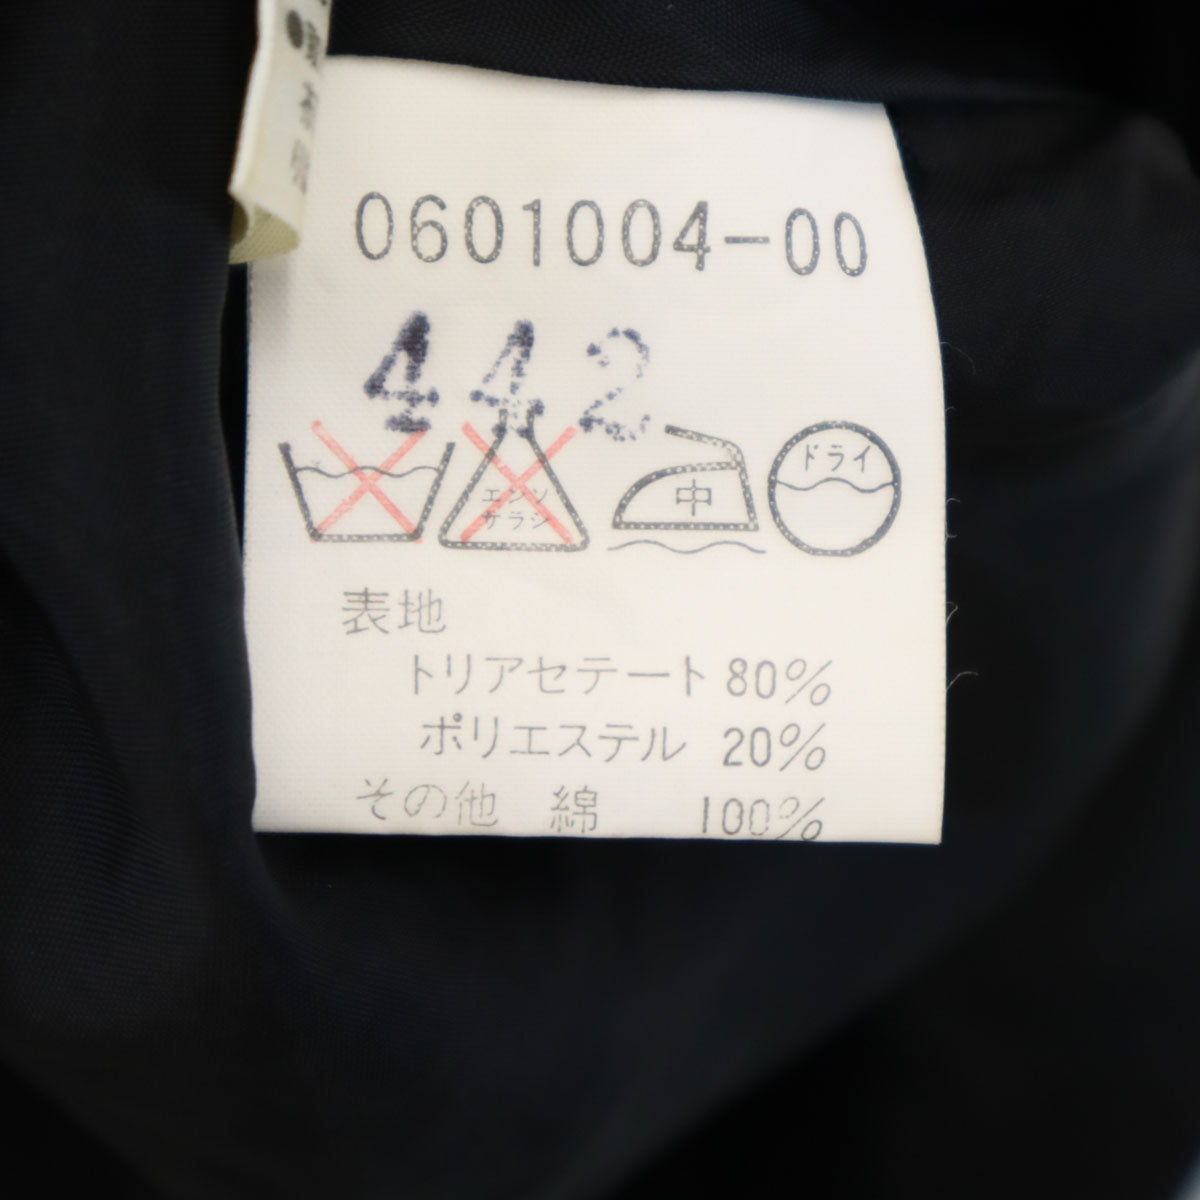 0601004-00
442
エンソ
サラシ
中
ドライ
表地
トリアセテート 80%
ポリエステル 20%
その他 綿 100%